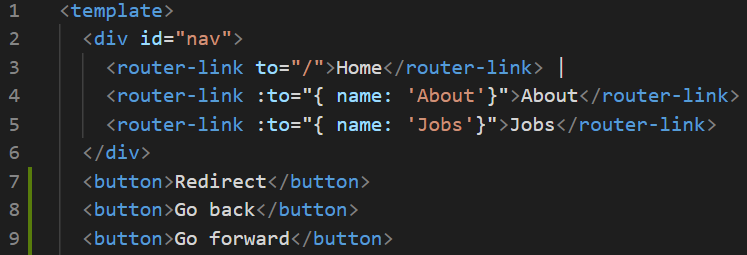 1 <template>
2 <div id="nav">
3 <router-link to="/">Home</router-link> |
4 <router-link :to="{ name: 'About'}">About</router-link>
5 <router-link :to="{ name: 'Jobs'}">Jobs</router-link>
6 </div>
7 <button>Redirect</button>
8 <button>Go back</button>
9 <button>Go forward</button>